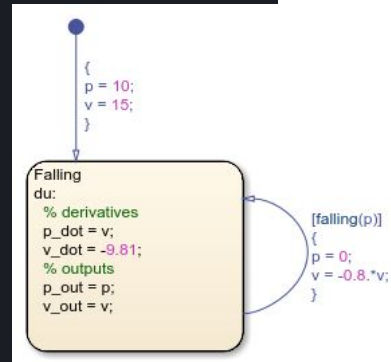 {
p = 10;
v = 15;
}
Falling
du:
% derivatives
p_dot = v;
v_dot = -9.81;
% outputs
p_out = p;
v_out = v;
[falling(p)]
{
p = 0;
v = -0.8.*v;
}